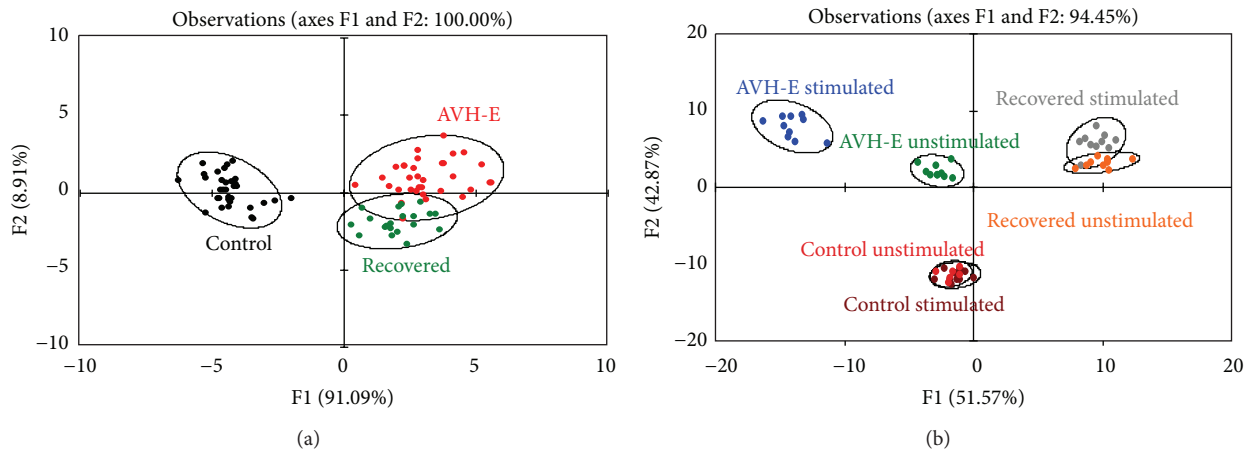 Observations (axes F1 and F2: 100.00%)
10
5
0
−5
−10
F2 (8.91%)
AVH-E
Control
Recovered
−10
−5
0
5
10
F1 (91.09%)
(a)
Observations (axes F1 and F2: 94.45%)
20
10
0
−10
−20
F2 (42.87%)
AVH-E stimulated
Recovered stimulated
AVH-E unstimulated
Recovered unstimulated
Control unstimulated
Control stimulated
−20
−10
0
10
20
F1 (51.57%)
(b)